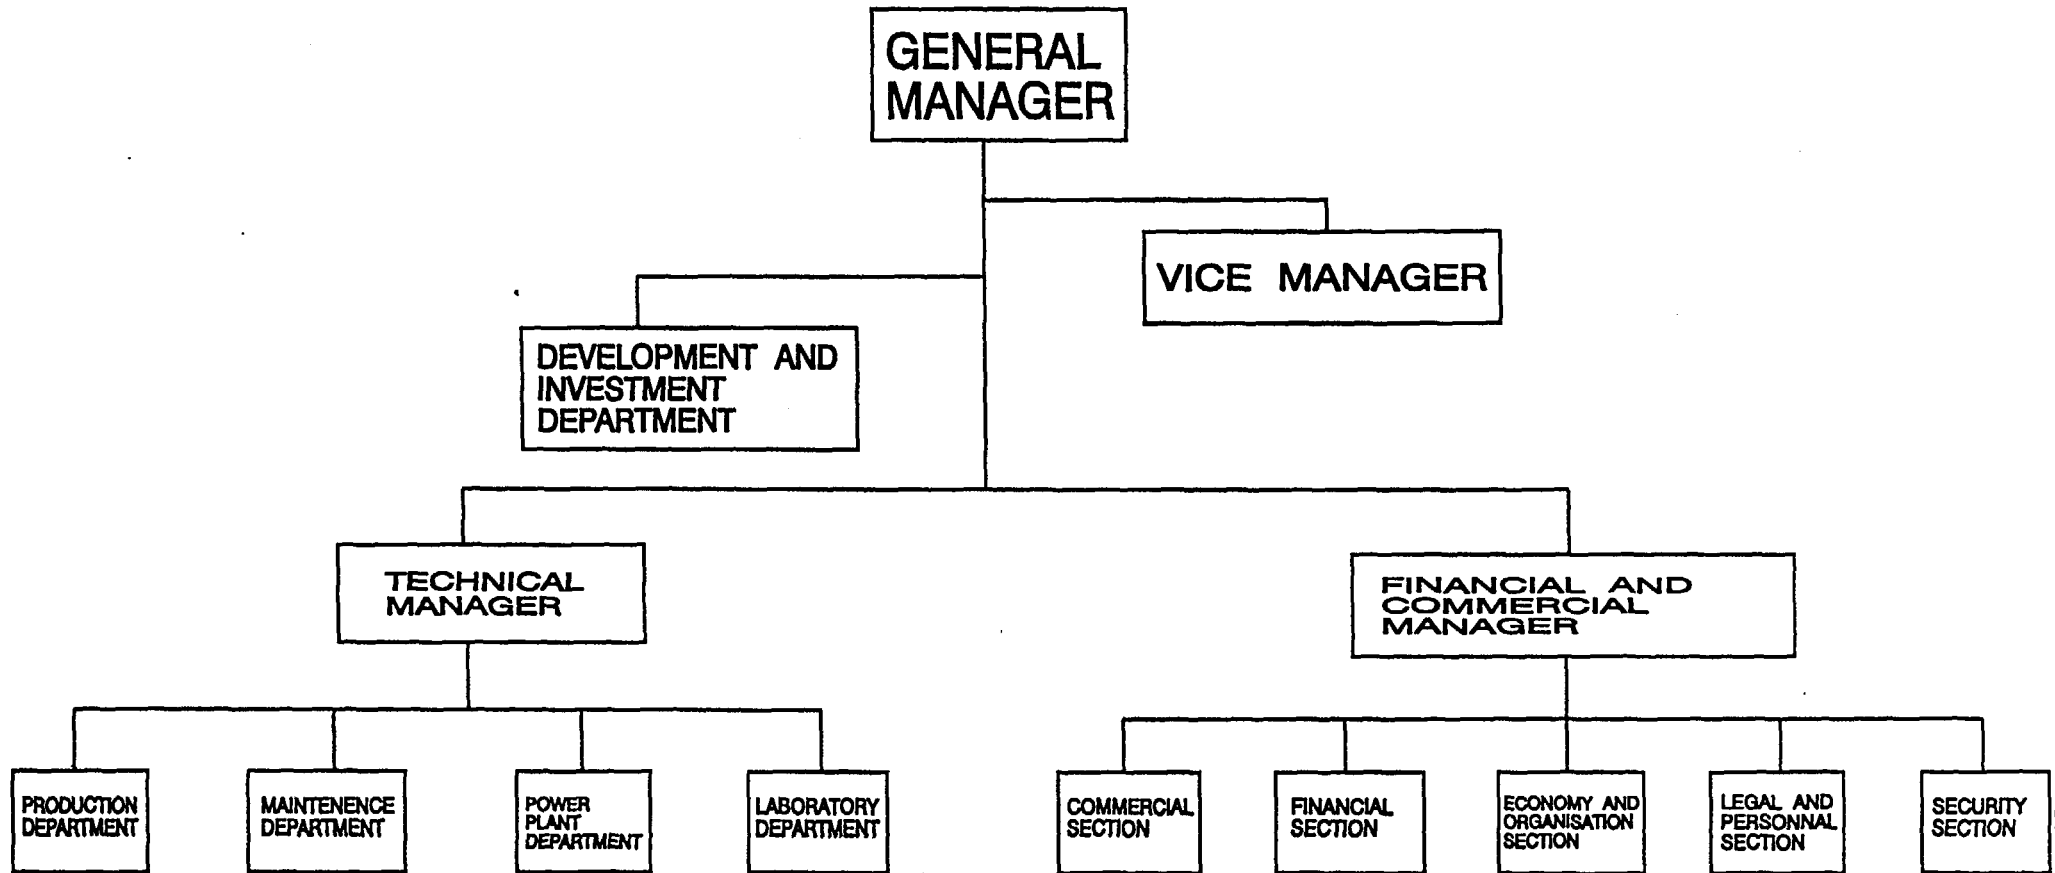 GENERAL
MANAGER
VICE MANAGER
DEVELOPMENT AND
INVESTMENT
DEPARTMENT
TECHNICAL
MANAGER
FINANCIAL AND
COMMERCIAL
MANAGER
PRODUCTION
DEPARTMENT
MAINTENENCE
DEPARTMENT
POWER
PLANT
DEPARTMENT
LABORATORY
DEPARTMENT
COMMERCIAL
SECTION
FINANCIAL
SECTION
ECONOMY AND
ORGANISATION
SECTION
LEGAL AND
PERSONNAL
SECTION
SECURITY
SECTION